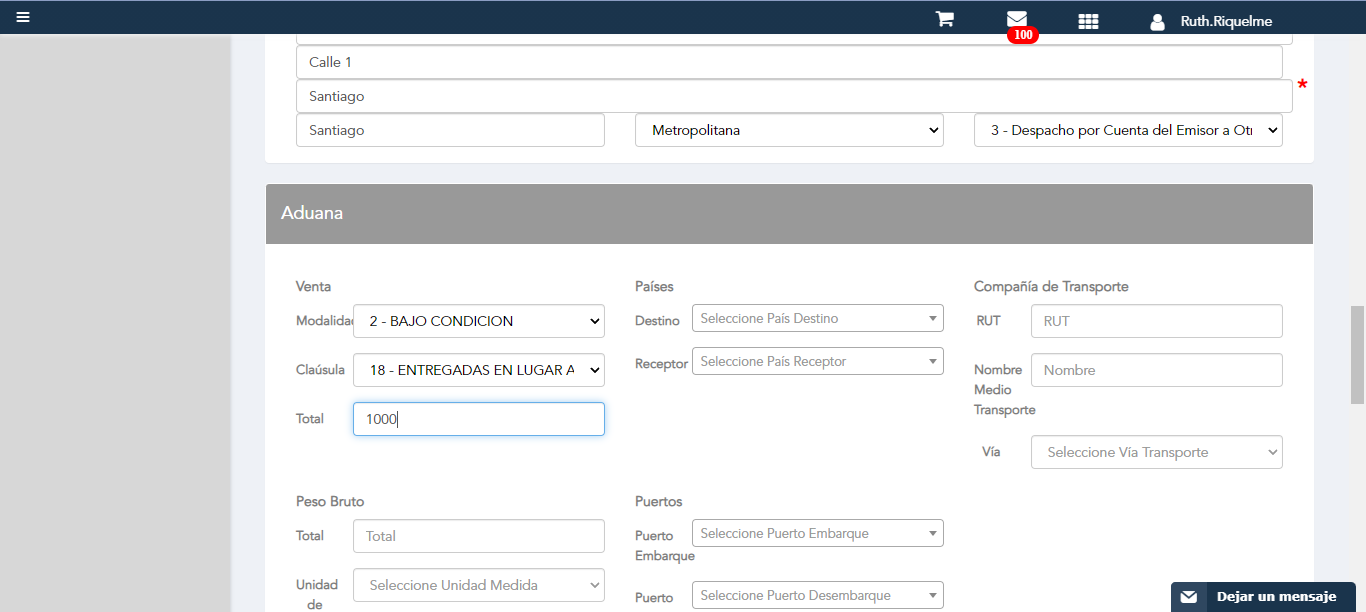 Ruth.Riquelme
100
Calle 1
Santiago
*
Santiago
Metropolitana
3 - Despacho por Cuenta del Emisor a Otr
Aduana
Venta
Países
Compañía de Transporte
Modalidad
2 - BAJO CONDICION
Destino
Seleccione País Destino
RUT
RUT
Claúsula
18 - ENTREGADAS EN LUGAR A
Receptor
Seleccione País Receptor
Nombre
Medio
Transporte
Nombre
Total
1000
Vía
Seleccione Vía Transporte
Peso Bruto
Puertos
Total
Total
Puerto
Embarque
Seleccione Puerto Embarque
Unidad
de
Seleccione Unidad Medida
Puerto
Seleccione Puerto Desembarque
Dejar un mensaje